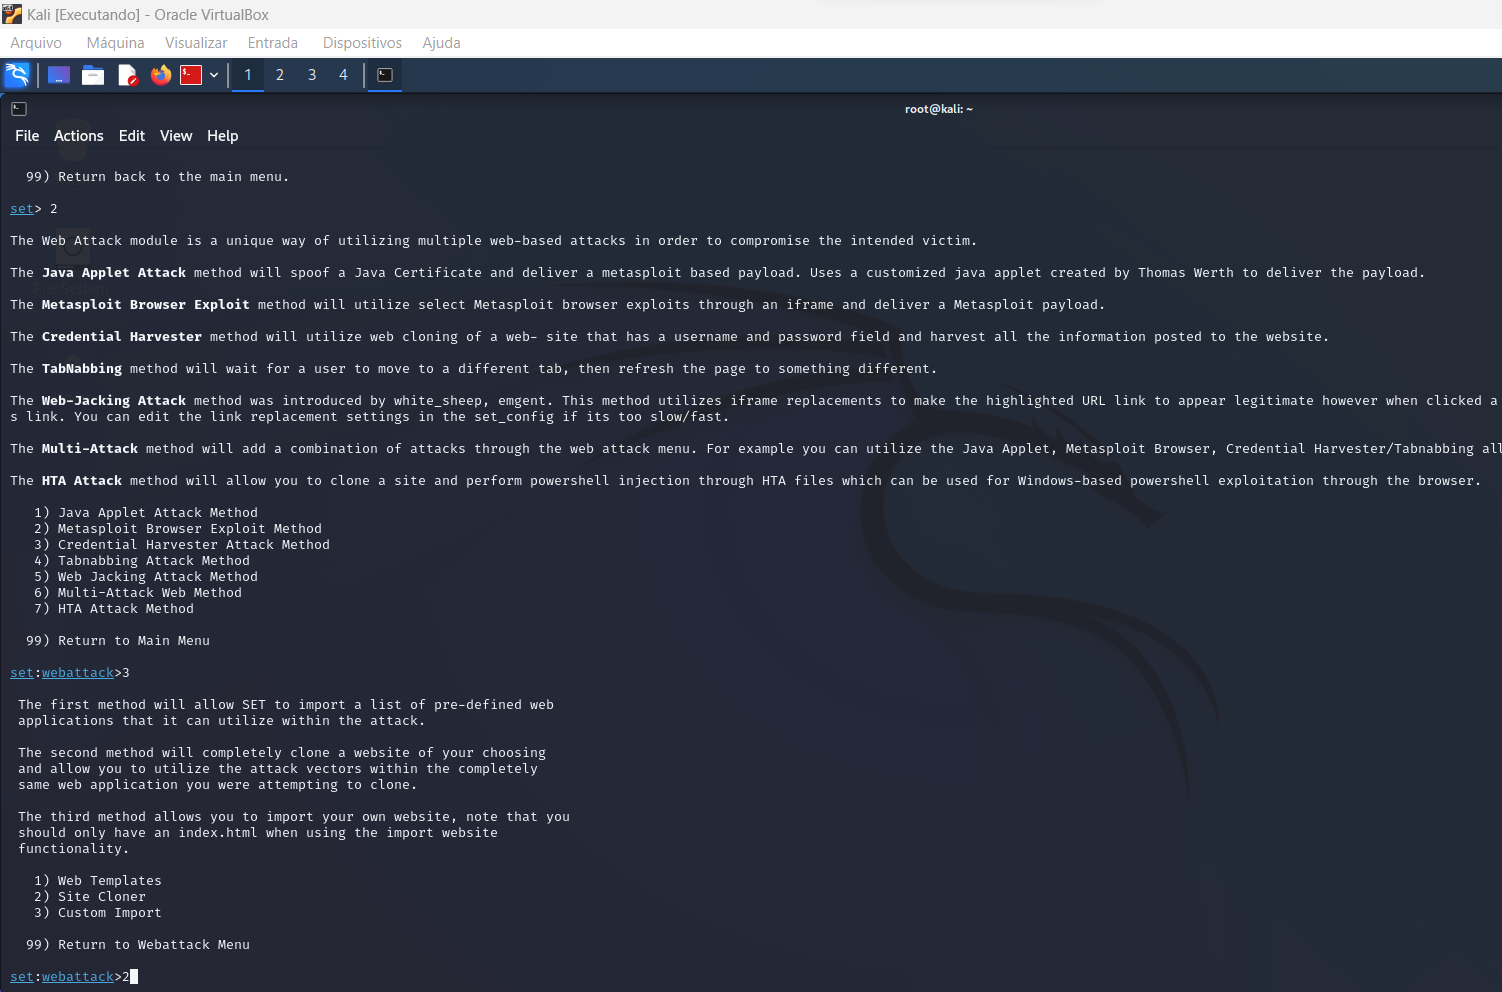 Kali [Executando] - Oracle VirtualBox
Arquivo Máquina Visualizar Entrada Dispositivos Ajuda
1 2 3 4
root@kali: ~
File Actions Edit View Help
99) Return back to the main menu.
set> 2
The Web Attack module is a unique way of utilizing multiple web-based attacks in order to compromise the intended victim.
The Java Applet Attack method will spoof a Java Certificate and deliver a metasploit based payload. Uses a customized java applet created by Thomas Werth to deliver the payload.
File System
The Metasploit Browser Exploit method will utilize select Metasploit browser exploits through an iframe and deliver a Metasploit payload.
The Credential Harvester method will utilize web cloning of a web- site that has a username and password field and harvest all the information posted to the website.
The TabNabbing method will wait for a user to move to a different tab, then refresh the page to something different.
The Web-Jacking Attack method was introduced by white_sheep, emgent. This method utilizes iframe replacements to make the highlighted URL link to appear legitimate however when clicked a
s link. You can edit the link replacement settings in the set_config if its too slow/fast.
The Multi-Attack method will add a combination of attacks through the web attack menu. For example you can utilize the Java Applet, Metasploit Browser, Credential Harvester/Tabnabbing all
The HTA Attack method will allow you to clone a site and perform powershell injection through HTA files which can be used for Windows-based powershell exploitation through the browser.
1) Java Applet Attack Method
2) Metasploit Browser Exploit Method
3) Credential Harvester Attack Method
4) Tabnabbing Attack Method
5) Web Jacking Attack Method
6) Multi-Attack Web Method
7) HTA Attack Method
99) Return to Main Menu
set:webattack>3
The first method will allow SET to import a list of pre-defined web
applications that it can utilize within the attack.
The second method will completely clone a website of your choosing
and allow you to utilize the attack vectors within the completely
same web application you were attempting to clone.
The third method allows you to import your own website, note that you
should only have an index.html when using the import website
functionality.
1) Web Templates
2) Site Cloner
3) Custom Import
99) Return to Webattack Menu
set:webattack>2